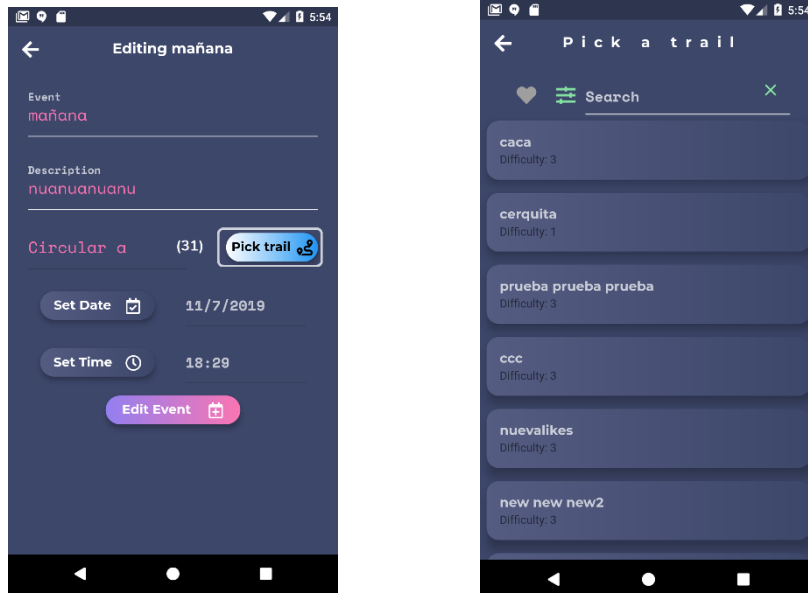 5:54
Editing mañana
Event
mañana
Description
nuanuanuanu
Circular a (31) Pick trail
Set Date 11/7/2019
Set Time 18:29
Edit Event
5:54
Pick a trail
Search
caca
Difficulty: 3
cerquita
Difficulty: 1
prueba prueba prueba
Difficulty: 3
ccc
Difficulty: 3
nuevalikes
Difficulty: 3
new new new2
Difficulty: 3